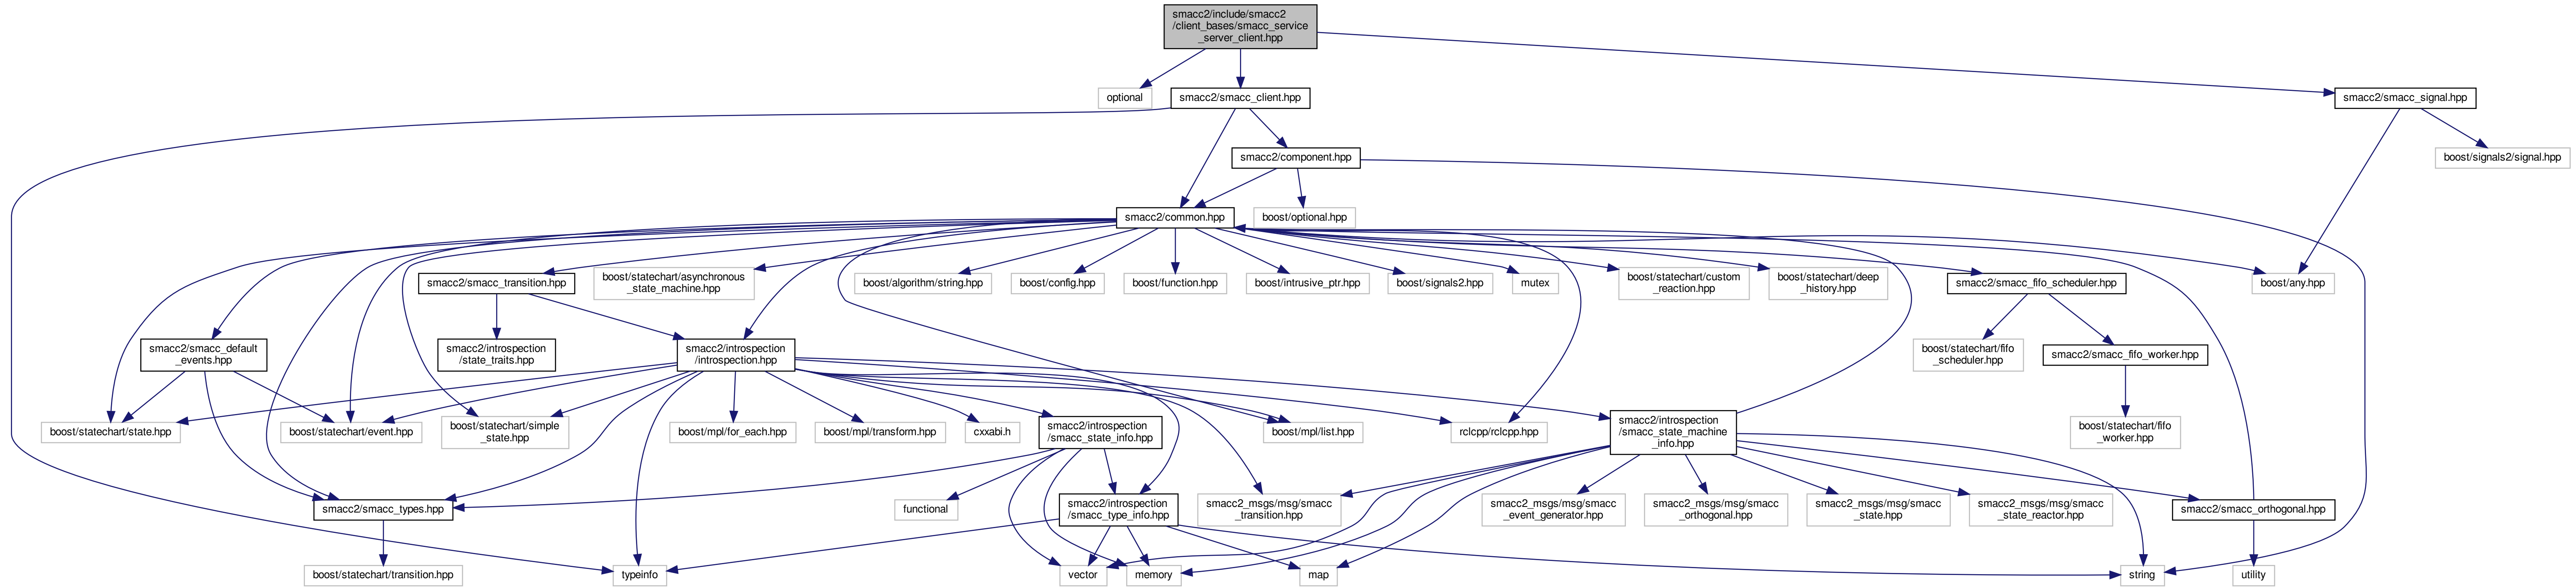 smacc2/include/smacc2
/client_bases/smacc_service
_server_client.hpp
optional
smacc2/smacc_client.hpp
smacc2/smacc_signal.hpp
smacc2/component.hpp
boost/signals2/signal.hpp
smacc2/common.hpp
boost/optional.hpp
smacc2/smacc_transition.hpp
boost/statechart/asynchronous
_state_machine.hpp
boost/algorithm/string.hpp
boost/config.hpp
boost/function.hpp
boost/intrusive_ptr.hpp
boost/signals2.hpp
mutex
boost/statechart/custom
_reaction.hpp
boost/statechart/deep
_history.hpp
smacc2/smacc_fifo_scheduler.hpp
boost/any.hpp
smacc2/smacc_default
_events.hpp
smacc2/introspection
/state_traits.hpp
smacc2/introspection
/introspection.hpp
boost/statechart/fifo
_scheduler.hpp
smacc2/smacc_fifo_worker.hpp
boost/statechart/state.hpp
boost/statechart/event.hpp
boost/statechart/simple
_state.hpp
boost/mpl/for_each.hpp
boost/mpl/transform.hpp
cxxabi.h
smacc2/introspection
/smacc_state_info.hpp
boost/mpl/list.hpp
rclcpp/rclcpp.hpp
smacc2/introspection
/smacc_state_machine
_info.hpp
boost/statechart/fifo
_worker.hpp
smacc2/smacc_types.hpp
functional
smacc2/introspection
/smacc_type_info.hpp
smacc2_msgs/msg/smacc
_transition.hpp
smacc2_msgs/msg/smacc
_event_generator.hpp
smacc2_msgs/msg/smacc
_orthogonal.hpp
smacc2_msgs/msg/smacc
_state.hpp
smacc2_msgs/msg/smacc
_state_reactor.hpp
smacc2/smacc_orthogonal.hpp
boost/statechart/transition.hpp
typeinfo
vector
memory
map
string
utility